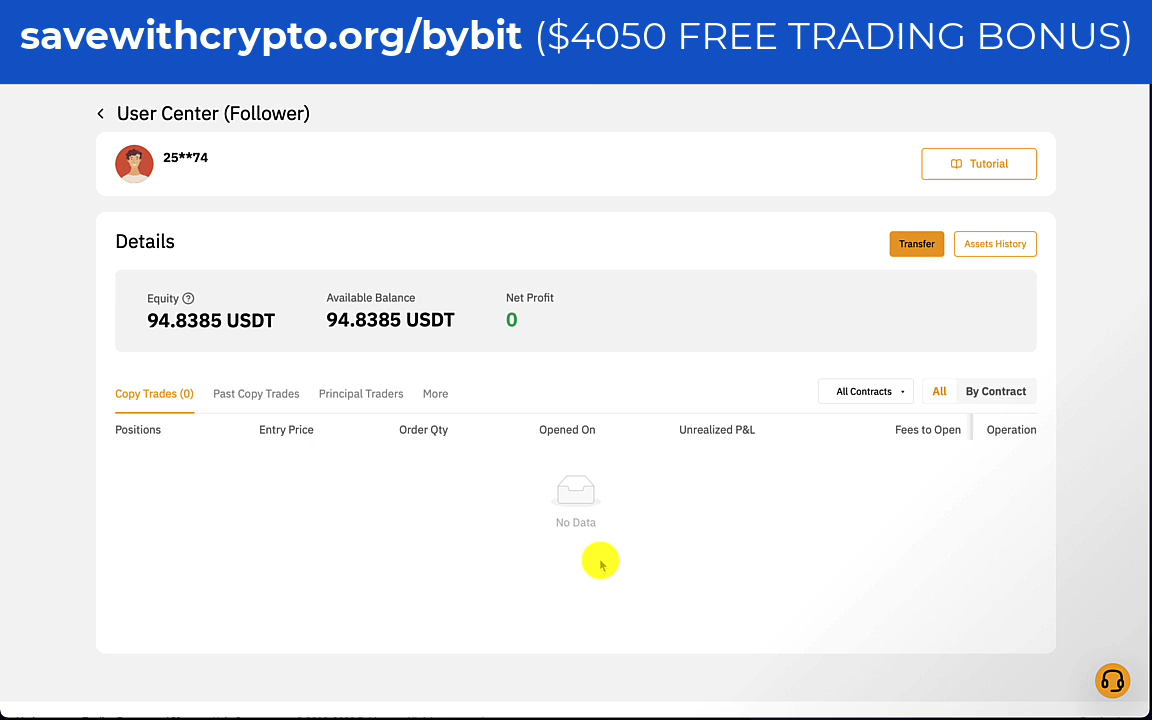 savewithcrypto.org/bybit ($4050 FREE TRADING BONUS)
User Center (Follower)
25**74
Tutorial
Details
Transfer
Assets History
Equity
Available Balance
Net Profit
94.8385 USDT
94.8385 USDT
0
Copy Trades (0)
Past Copy Trades
Principal Traders
More
All Contracts
All
By Contract
Positions
Entry Price
Order Qty
Opened On
Unrealized P&L
Fees to Open
Operation
No Data